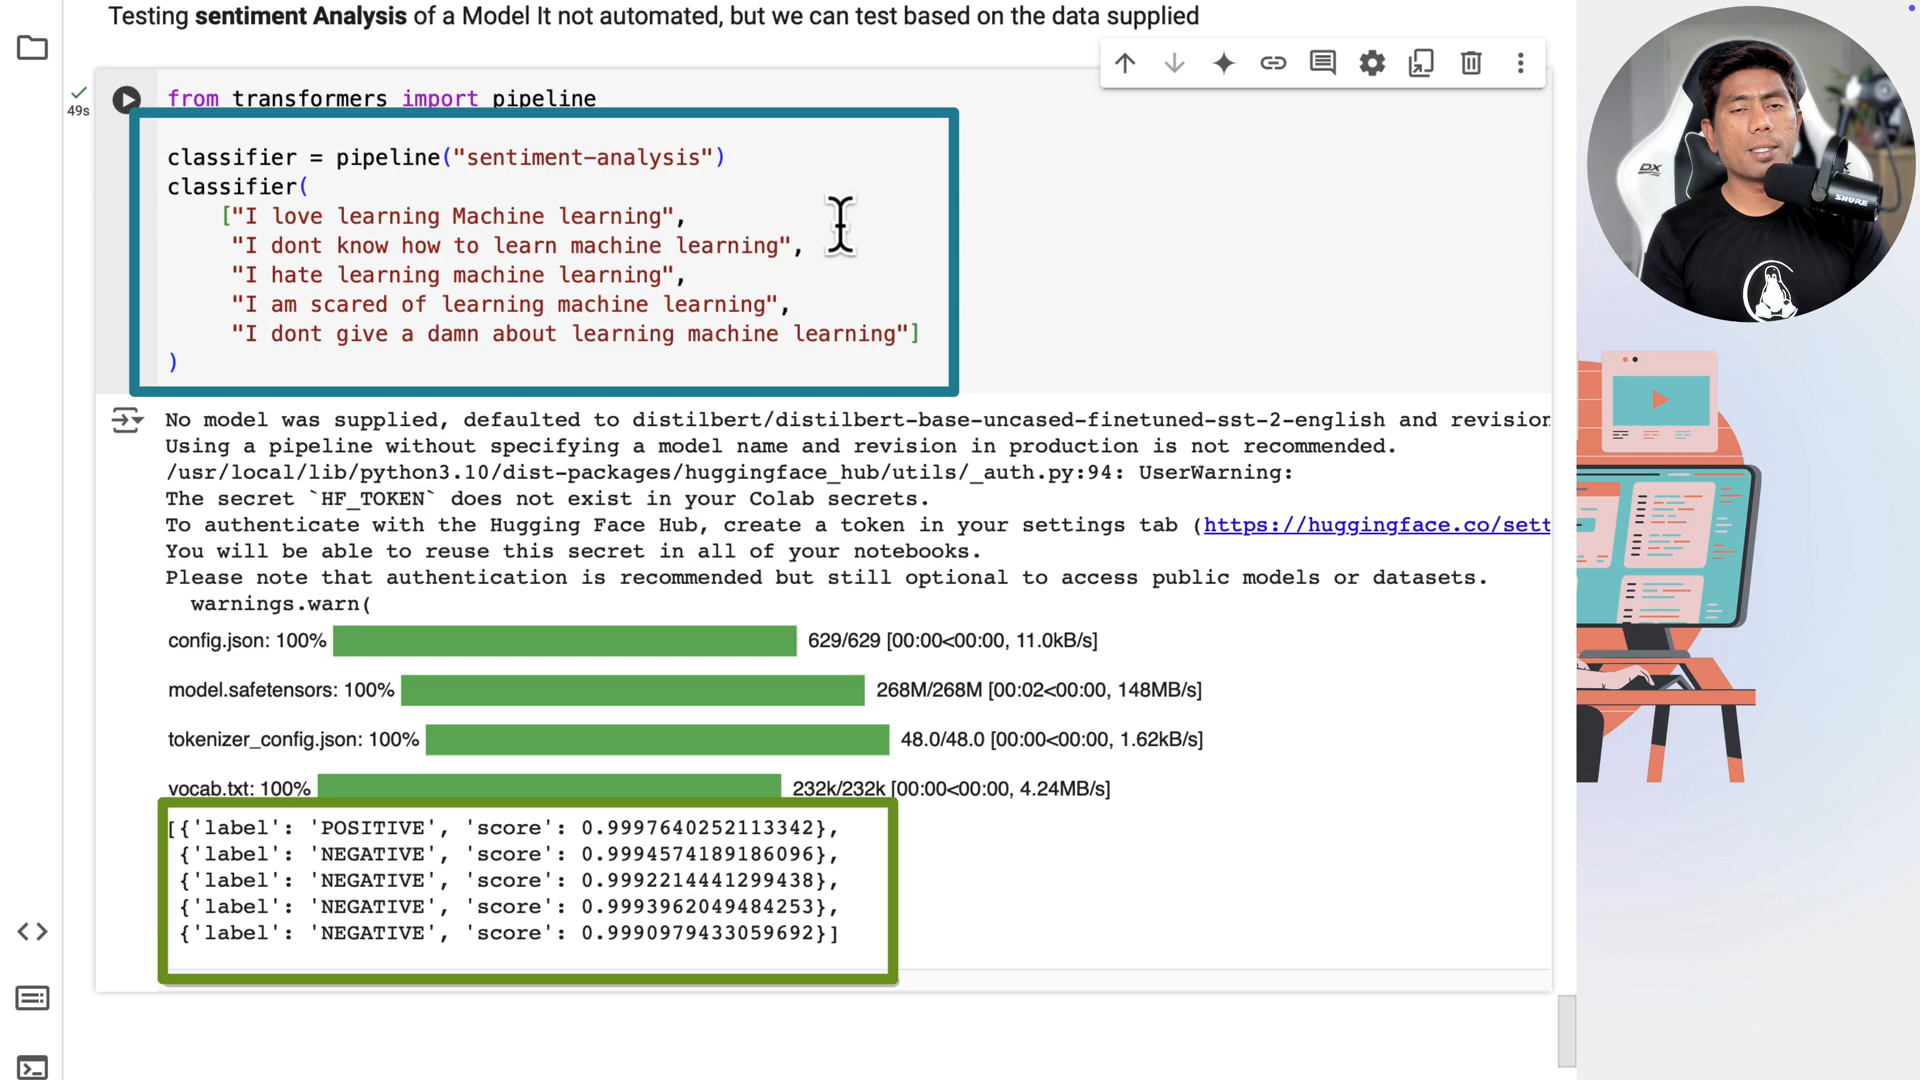 Testing sentiment Analysis of a Model It not automated, but we can test based on the data supplied
49s
from transformers import pipeline
classifier = pipeline("sentiment-analysis")
classifier(
["I love learning Machine learning",
"I dont know how to learn machine learning",
"I hate learning machine learning",
"I am scared of learning machine learning",
"I dont give a damn about learning machine learning"]
)
No model was supplied, defaulted to distilbert/distilbert-base-uncased-finetuned-sst-2-english and revision
Using a pipeline without specifying a model name and revision in production is not recommended.
/usr/local/lib/python3.10/dist-packages/huggingface_hub/utils/_auth.py:94: UserWarning:
The secret `HF_TOKEN` does not exist in your Colab secrets.
To authenticate with the Hugging Face Hub, create a token in your settings tab (https://huggingface.co/sett
You will be able to reuse this secret in all of your notebooks.
Please note that authentication is recommended but still optional to access public models or datasets.
warnings.warn(
config.json: 100% 629/629 [00:00<00:00, 11.0kB/s]
model.safetensors: 100% 268M/268M [00:02<00:00, 148MB/s]
tokenizer_config.json: 100% 48.0/48.0 [00:00<00:00, 1.62kB/s]
vocab.txt: 100% 232k/232k [00:00<00:00, 4.24MB/s]
[{'label': 'POSITIVE', 'score': 0.9997640252113342},
{'label': 'NEGATIVE', 'score': 0.9994574189186096},
{'label': 'NEGATIVE', 'score': 0.9992214441299438},
{'label': 'NEGATIVE', 'score': 0.9993962049484253},
{'label': 'NEGATIVE', 'score': 0.9990979433059692}]
DX
SHURE